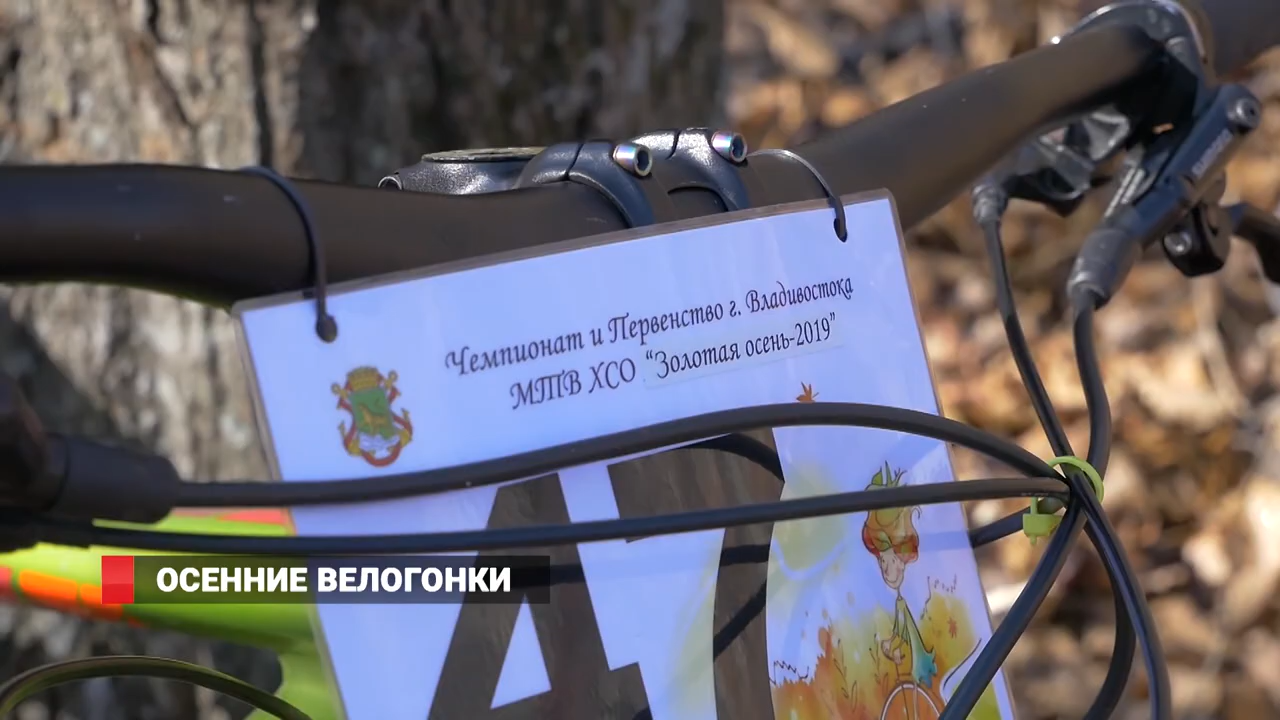 Чемпионат и Первенство г. Владивостока
МТВ ХСО “Золотая осень-2019”
ОСЕННИЕ ВЕЛОГОНКИ